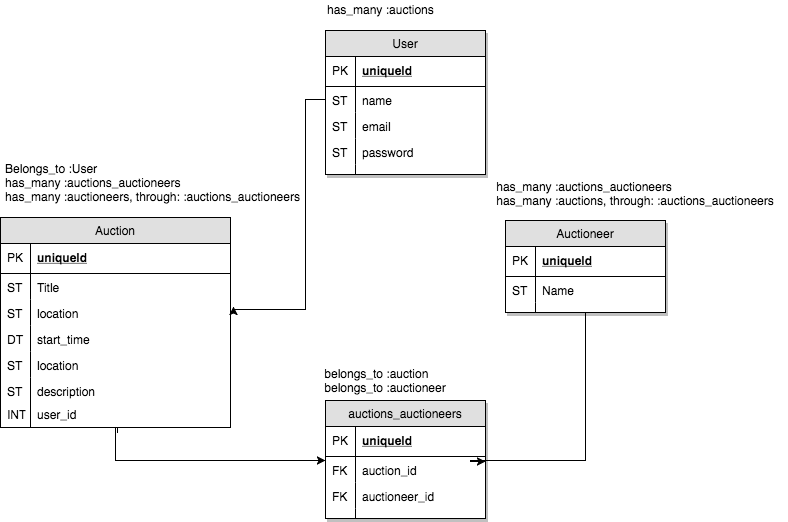 has_many :auctions
User
PK uniqueId
ST name
ST email
ST password
Belongs_to :User
has_many :auctions_auctioneers
has_many :auctioneers, through: :auctions_auctioneers
Auction
PK uniqueId
ST Title
ST location
DT start_time
ST location
ST description
INT user_id
has_many :auctions_auctioneers
has_many :auctions, through: :auctions_auctioneers
Auctioneer
PK uniqueId
ST Name
belongs_to :auction
belongs_to :auctioneer
auctions_auctioneers
PK uniqueId
FK auction_id
FK auctioneer_id